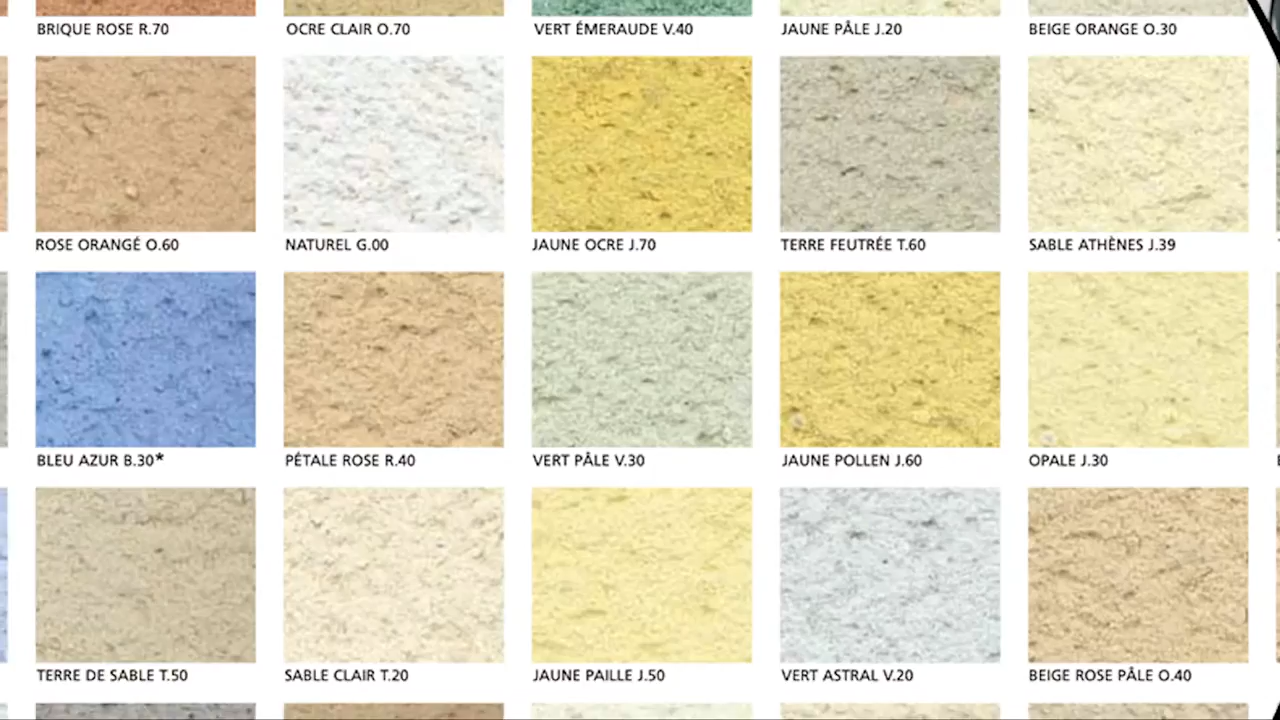 BRIQUE ROSE R.70
OCRE CLAIR O.70
VERT ÉMERAUDE V.40
JAUNE PÂLE J.20
BEIGE ORANGE O.30
ROSE ORANGÉ O.60
NATUREL G.00
JAUNE OCRE J.70
TERRE FEUTRÉE T.60
SABLE ATHÈNES J.39
BLEU AZUR B.30*
PÉTALE ROSE R.40
VERT PÂLE V.30
JAUNE POLLEN J.60
OPALE J.30
TERRE DE SABLE T.50
SABLE CLAIR T.20
JAUNE PAILLE J.50
VERT ASTRAL V.20
BEIGE ROSE PÂLE O.40